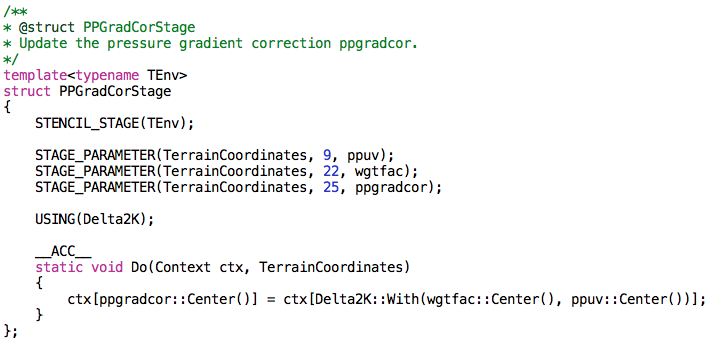 /**
* @struct PPGradCorStage
* Update the pressure gradient correction ppgradcor.
*/
template<typename TEnv>
struct PPGradCorStage
{
    STENCIL_STAGE(TEnv);

    STAGE_PARAMETER(TerrainCoordinates, 9, ppuv);
    STAGE_PARAMETER(TerrainCoordinates, 22, wgtfac);
    STAGE_PARAMETER(TerrainCoordinates, 25, ppgradcor);

    USING(Delta2K);

    __ACC__
    static void Do(Context ctx, TerrainCoordinates)
    {
        ctx[ppgradcor::Center()] = ctx[Delta2K::With(wgtfac::Center(), ppuv::Center())];
    }
};